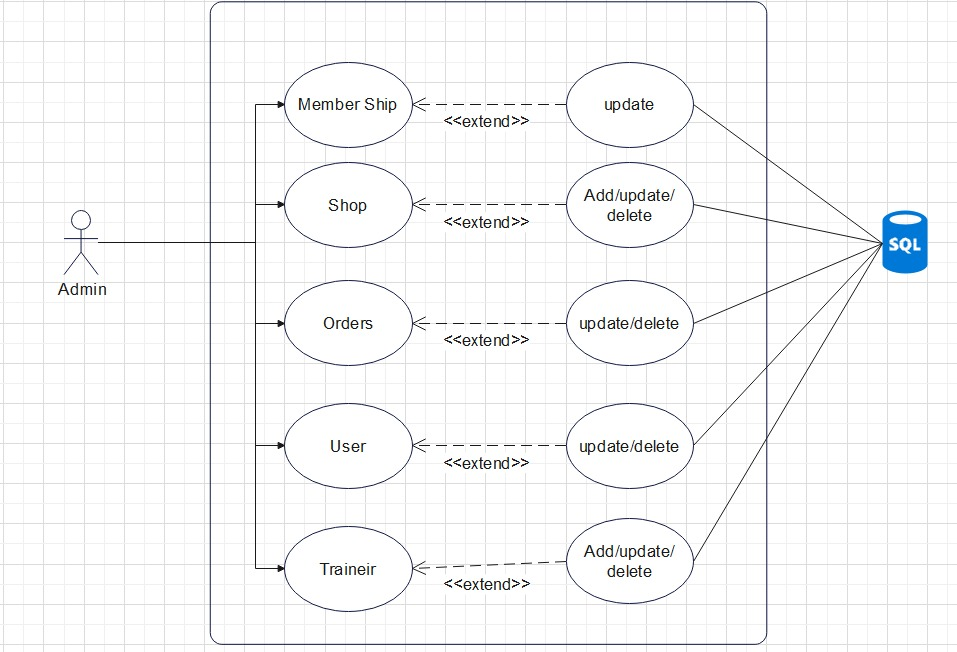 Member Ship
update
<<extend>>
Shop
Add/update/
delete
<<extend>>
SQL
Admin
Orders
update/delete
<<extend>>
User
update/delete
<<extend>>
Traineir
Add/update/
delete
<<extend>>